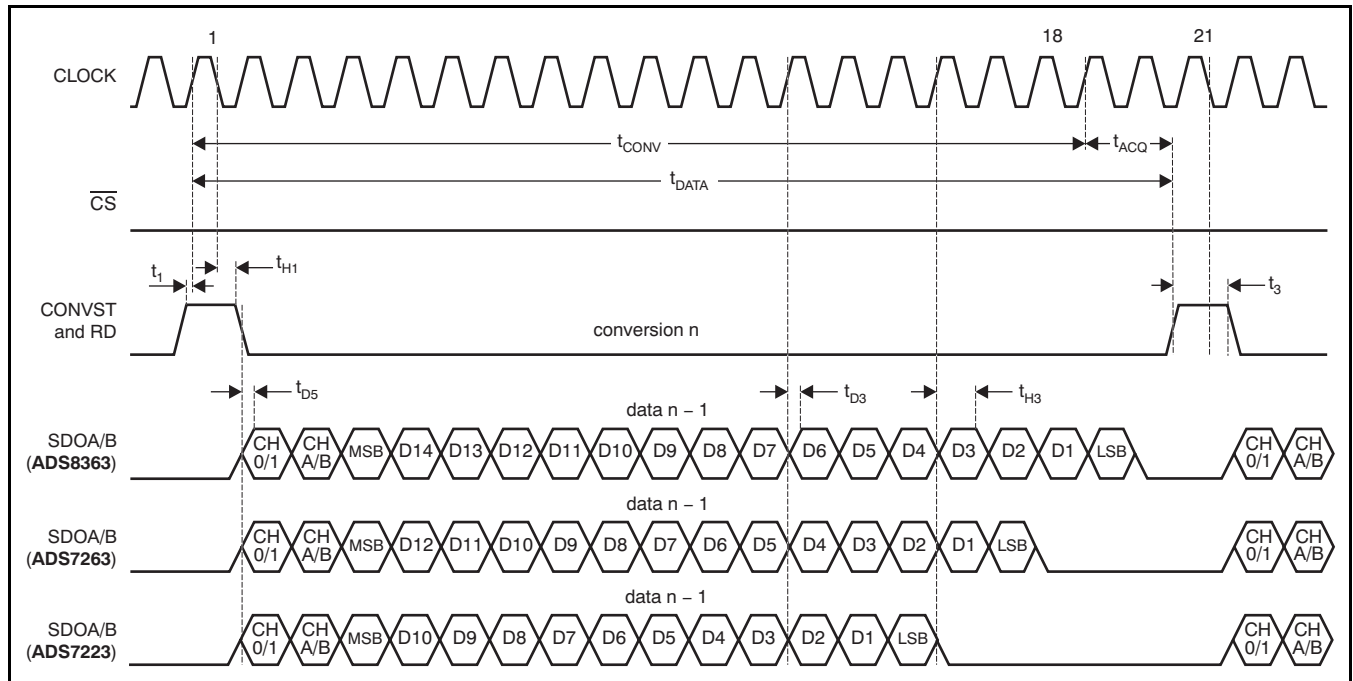 1 18 21
CLOCK
tCONV tACQ
tDATA
CS
t1 tH1 t3
CONVST
and RD
conversion n
tD5 data n – 1 tD3 tH3
SDOA/B
(ADS8363)
CH
0/1
CH
A/B
MSB D14 D13 D12 D11 D10 D9 D8 D7 D6 D5 D4 D3 D2 D1 LSB
CH
0/1
CH
A/B
data n – 1
SDOA/B
(ADS7263)
CH
0/1
CH
A/B
MSB D12 D11 D10 D9 D8 D7 D6 D5 D4 D3 D2 D1 LSB
CH
0/1
CH
A/B
data n – 1
SDOA/B
(ADS7223)
CH
0/1
CH
A/B
MSB D10 D9 D8 D7 D6 D5 D4 D3 D2 D1 LSB
CH
0/1
CH
A/B